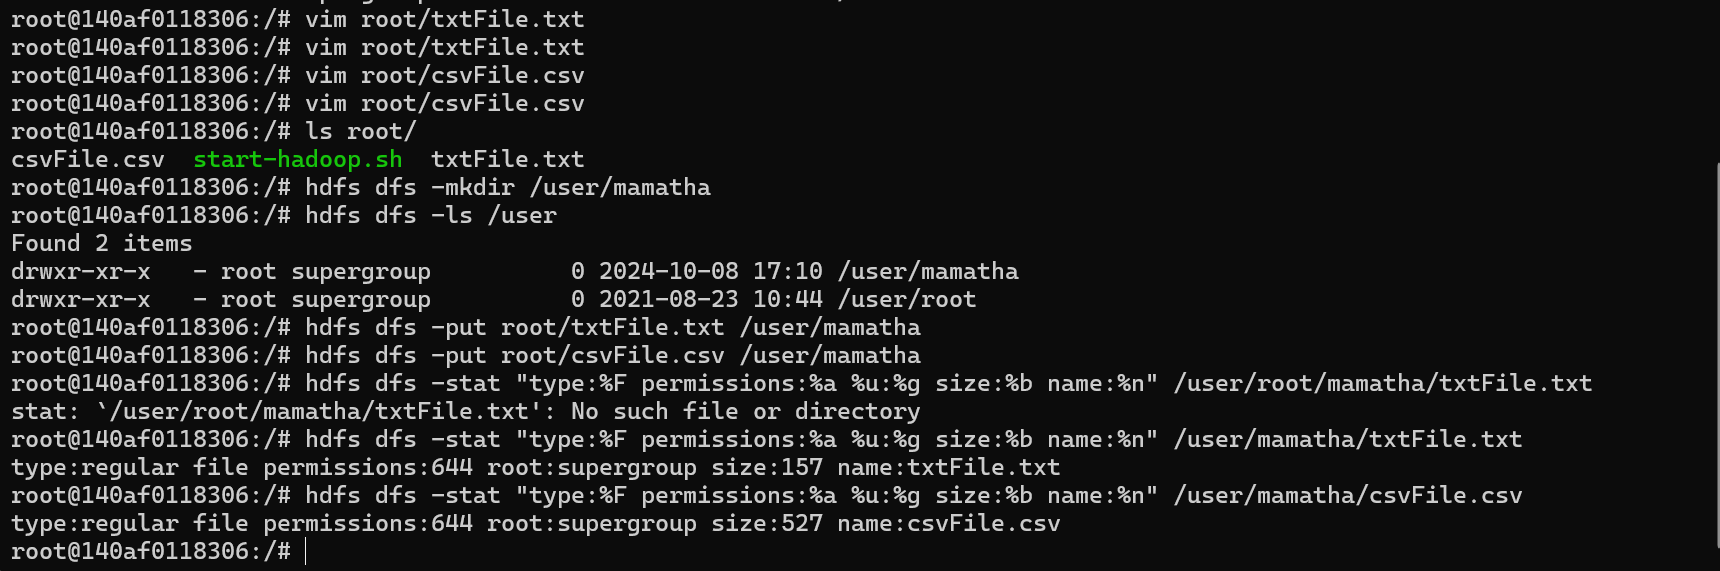 root@140af0118306:/# vim root/txtFile.txt
root@140af0118306:/# vim root/txtFile.txt
root@140af0118306:/# vim root/csvFile.csv
root@140af0118306:/# vim root/csvFile.csv
root@140af0118306:/# ls root/
csvFile.csv  start-hadoop.sh  txtFile.txt
root@140af0118306:/# hdfs dfs -mkdir /user/mamatha
root@140af0118306:/# hdfs dfs -ls /user
Found 2 items
drwxr-xr-x   - root supergroup          0 2024-10-08 17:10 /user/mamatha
drwxr-xr-x   - root supergroup          0 2021-08-23 10:44 /user/root
root@140af0118306:/# hdfs dfs -put root/txtFile.txt /user/mamatha
root@140af0118306:/# hdfs dfs -put root/csvFile.csv /user/mamatha
root@140af0118306:/# hdfs dfs -stat "type:%F permissions:%a %u:%g size:%b name:%n" /user/root/mamatha/txtFile.txt
stat: `/user/root/mamatha/txtFile.txt': No such file or directory
root@140af0118306:/# hdfs dfs -stat "type:%F permissions:%a %u:%g size:%b name:%n" /user/mamatha/txtFile.txt
type:regular file permissions:644 root:supergroup size:157 name:txtFile.txt
root@140af0118306:/# hdfs dfs -stat "type:%F permissions:%a %u:%g size:%b name:%n" /user/mamatha/csvFile.csv
type:regular file permissions:644 root:supergroup size:527 name:csvFile.csv
root@140af0118306:/#